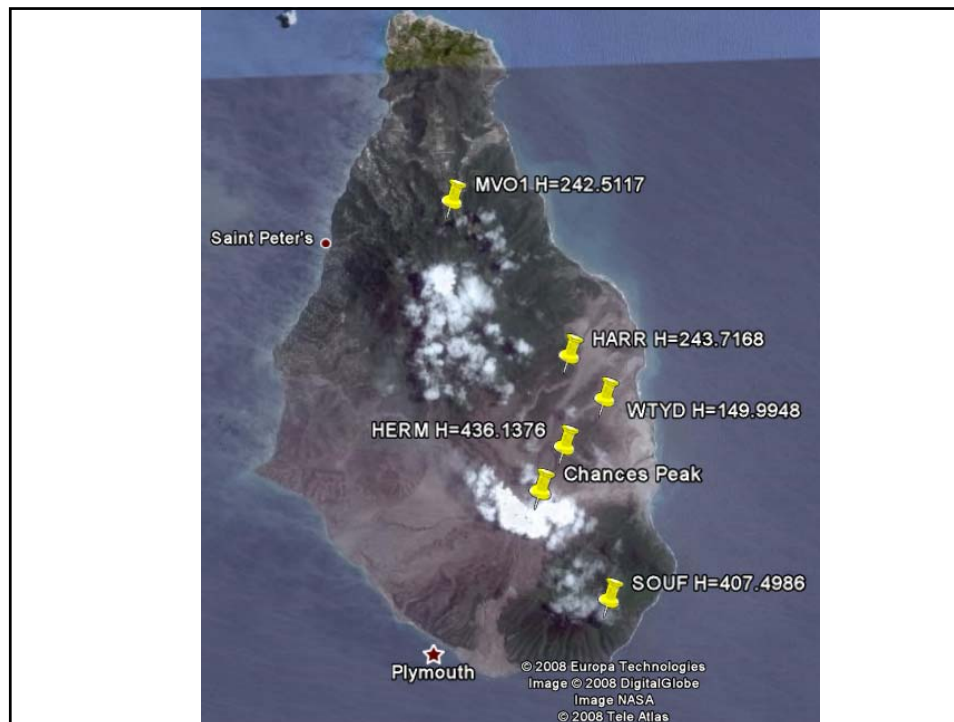 MVO1 H=242.5117
Saint Peter's
HARR H=243.7168
WTYD H=149.9948
HERM H=436.1376
Chances Peak
SOUF H=407.4986
Plymouth
© 2008 Europa Technologies
Image © 2008 DigitalGlobe
Image NASA
© 2008 Tele Atlas